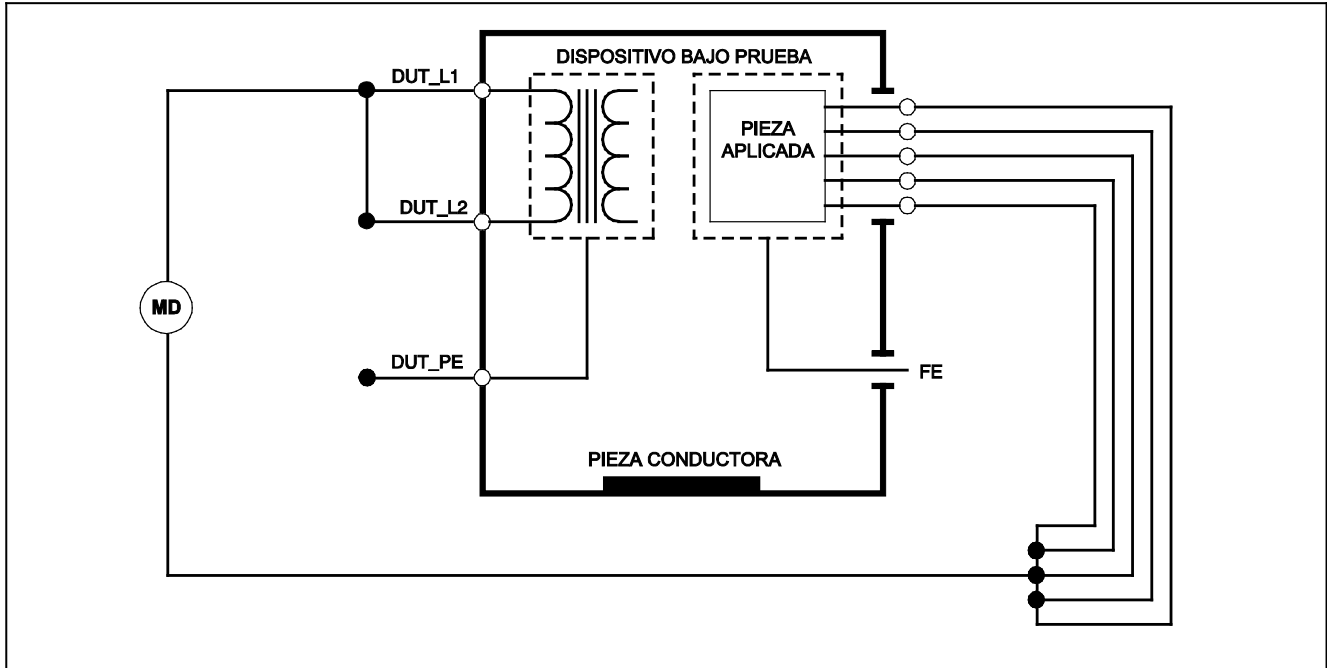 DISPOSITIVO BAJO PRUEBA
DUT_L1
PIEZA
APLICADA
DUT_L2
MD
DUT_PE
FE
PIEZA CONDUCTORA